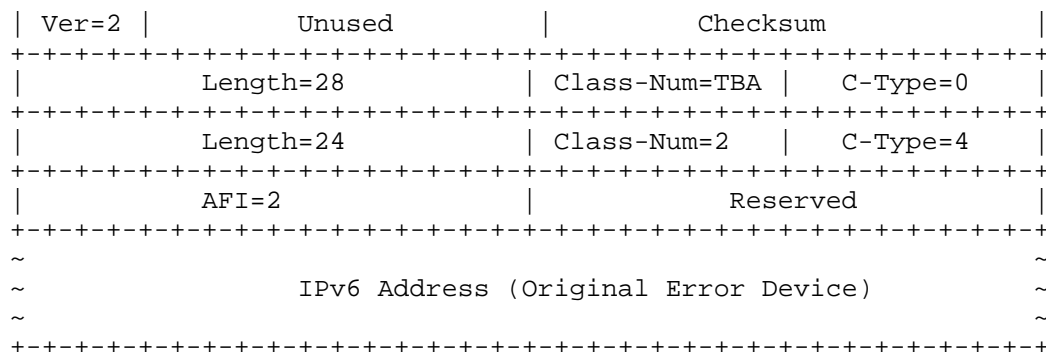 | Ver=2 | Unused | Checksum |
+-+-+-+-+-+-+-+-+-+-+-+-+-+-+-+-+-+-+-+-+-+-+-+-+-+-+-+-+-+-+-+-+
| Length=28 | Class-Num=TBA | C-Type=0 |
+-+-+-+-+-+-+-+-+-+-+-+-+-+-+-+-+-+-+-+-+-+-+-+-+-+-+-+-+-+-+-+-+
| Length=24 | Class-Num=2 | C-Type=4 |
+-+-+-+-+-+-+-+-+-+-+-+-+-+-+-+-+-+-+-+-+-+-+-+-+-+-+-+-+-+-+-+-+
| AFI=2 | Reserved |
+-+-+-+-+-+-+-+-+-+-+-+-+-+-+-+-+-+-+-+-+-+-+-+-+-+-+-+-+-+-+-+-+
~ ~
~ IPv6 Address (Original Error Device) ~
~ ~
+-+-+-+-+-+-+-+-+-+-+-+-+-+-+-+-+-+-+-+-+-+-+-+-+-+-+-+-+-+-+-+-+